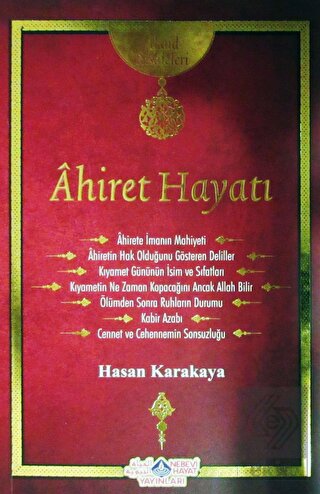 Âhiret Hayatı
Âhirete İmanın Mahiyeti
Âhiretin Hak Olduğunu Gösteren Deliller
Kıyamet Gününün İsim ve Sıfatları
Kıyametin Ne Zaman Kopacağını Ancak Allah Bilir
Ölümden Sonra Ruhların Durumu
Kabir Azabı
Cennet ve Cehennemin Sonsuzluğu
Hasan Karakaya
NEBEVİ
HAYAT
YAYINLARI